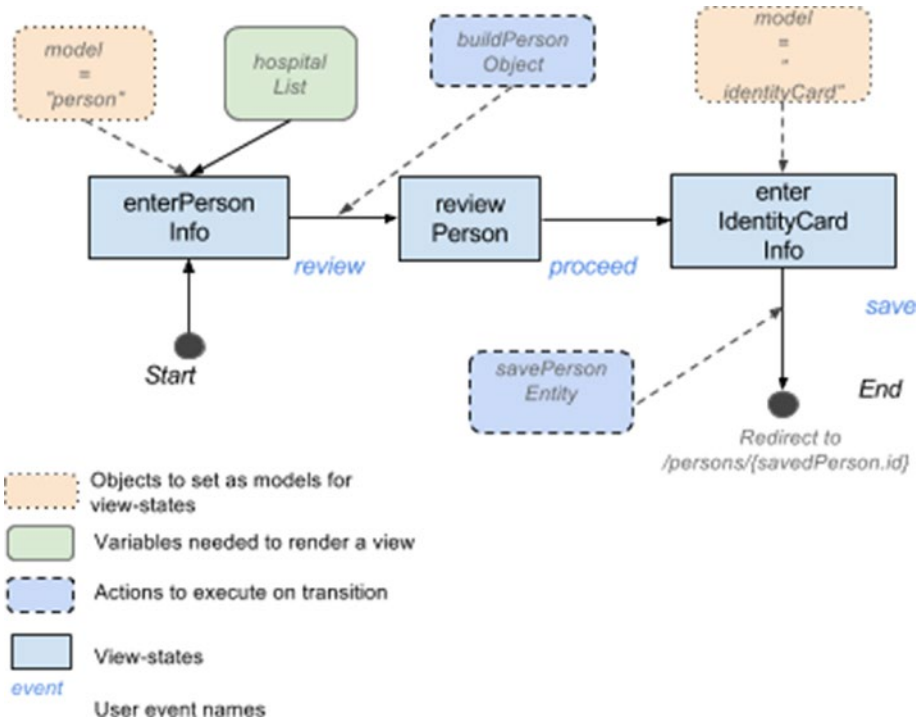 model
=
"person"
hospital
List
buildPerson
Object
model
=
"
identityCard"
enterPerson
Info
review
Person
enter
IdentityCard
Info
review
proceed
save
Start
savePerson
Entity
End
Redirect to
/persons/{savedPerson.id}
Objects to set as models for
view-states
Variables needed to render a view
Actions to execute on transition
View-states
event
User event names